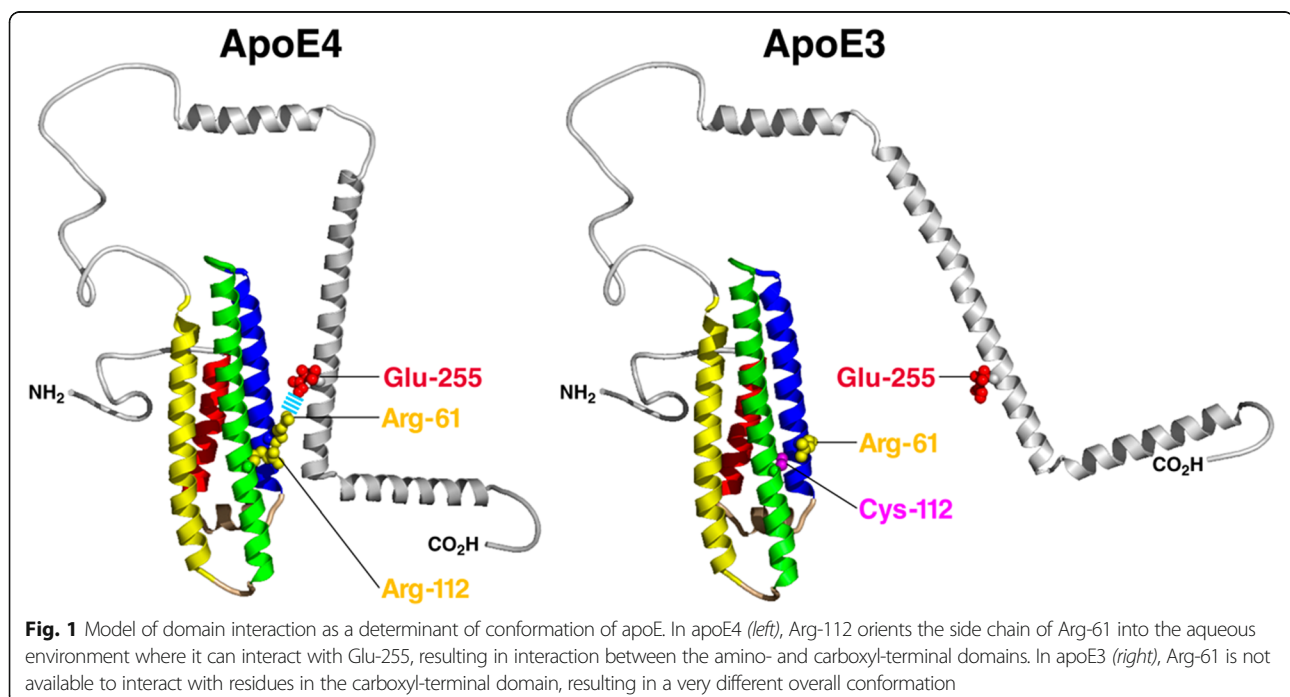 ApoE4
ApoE3
NH2
Glu-255
Arg-61
Arg-112
CO2H
NH2
Glu-255
Arg-61
Cys-112
CO2H
Fig. 1 Model of domain interaction as a determinant of conformation of apoE. In apoE4 (left), Arg-112 orients the side chain of Arg-61 into the aqueous
environment where it can interact with Glu-255, resulting in interaction between the amino- and carboxyl-terminal domains. In apoE3 (right), Arg-61 is not
available to interact with residues in the carboxyl-terminal domain, resulting in a very different overall conformation